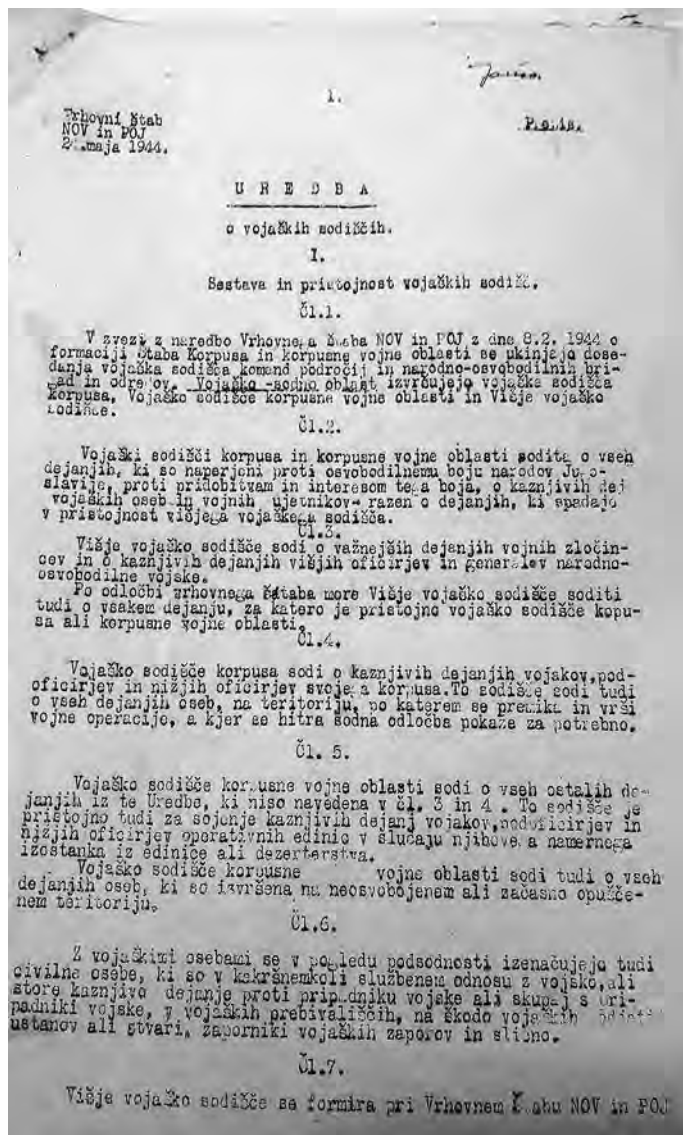 1.
Vrhovni štab
NOV in POJ
maja 1944.
U R E D B A
o vojaških sodiščih.
I.
Sestava in pristojnost vojaških sodišč.
Čl.1.
V zvezi z naredbo Vrhovnega štaba NOV in POJ z dne 8.2. 1944 o
formaciji štaba Korpusa in korpusne vojne oblasti se ukinjajo dose-
danja vojaška sodišča komand področij in narodno-osvobodilnih bri-
gad in odredov. Vojaško -sodno oblast izvršujejo vojaška sodišča
korpusa, Vojaško sodišče korpusne vojne oblasti in Višje vojaško
sodišče.
Čl.2.
Vojaški sodišči korpusa in korpusne vojne oblasti sodita o vseh
dejanjih, ki so naperjeni proti osvobodilnemu boju narodov Jugo-
slavije, proti pridobitvam in interesom tega boja, o kaznjivih dej
vojaških oseb in vojnih ujetnikov- razen o dejanjih, ki spadajo
v pristojnost višjega vojaškega sodišča.
Čl.3.
Višje vojaško sodišče sodi o važnejših dejanjih vojnih zločin-
cev in o kaznjivih dejanjih višjih oficirjev in generalov narodno-
osvobodilne vojske.
Po odločbi vrhovnega štaba more Višje vojaško sodišče soditi
tudi o vsakem dejanju, za katero je pristojno vojaško sodišče kopu-
sa ali korpusne vojne oblasti.
Čl.4.
Vojaško sodišče korpusa sodi o kaznjivih dejanjih vojakov,pod-
oficirjev in nižjih oficirjev svojega korpusa.To sodišče sodi tudi
o vseh dejanjih oseb, na teritoriju, po katerem se premika in vrši
vojne operacije, a kjer se hitra sodna odločba pokaže za potrebno.
Čl. 5.
Vojaško sodišče korpusne vojne oblasti sodi o vseh ostalih de-
janjih iz te Uredbe, ki niso navedena v čl. 3 in 4 . To sodišče je
pristojno tudi za sojenje kaznjivih dejanj vojakov,podoficirjev in
nižjih oficirjev operativnih edinic v slučaju njihovega namernega
izostanka iz edinice ali dezerterstva.
Vojaško sodišče korpusne vojne oblasti sodi tudi o vseh
dejanjih oseb, ki so izvršena na neosvobojenem ali začasno opušče-
nem teritoriju.
Čl.6.
Z vojaškimi osebami se v pogledu podsodnosti izenačujejo tudi
civilne osebe, ki so v kakršnemkoli službenem odnosu z vojsko,ali
store kaznjivo dejanje proti pripadniku vojske ali skupaj s pri-
padniki vojske, v vojaških prebivališčih, na škodo vojaških
ustanov ali stvari, zaporniki vojaških zaporov in slično.
Čl.7.
Višje vojaško sodišče se formira pri Vrhovnem štabu NOV in POJ